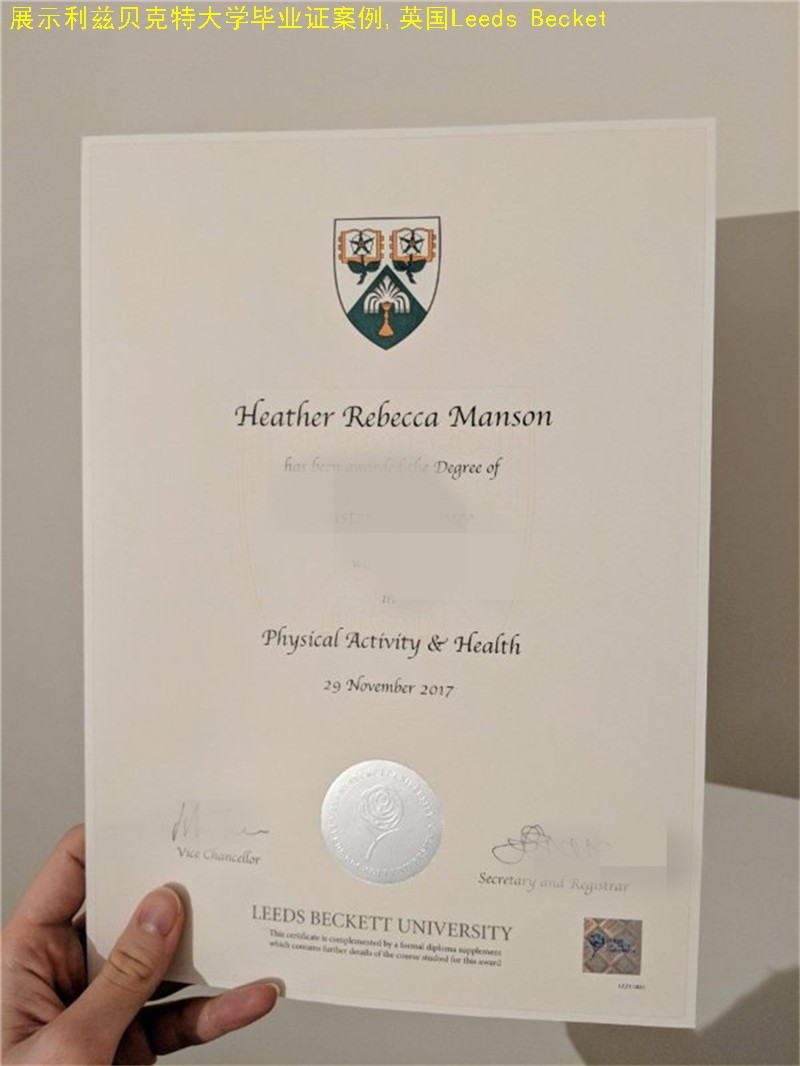 展示利兹贝克特大学毕业证案例,英国Leeds Becket
Heather Rebecca Manson
has been awarded the Degree of
in
Physical Activity & Health
29 November 2017
Vice Chancellor
Secretary and Registrar
LEEDS BECKETT UNIVERSITY
This certificate is complemented by a formal diploma supplement
which contains further details of the course studied for this award